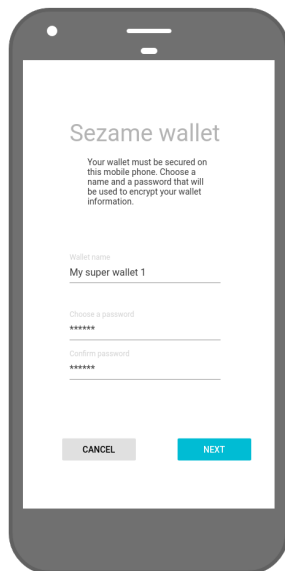 Sezame wallet
Your wallet must be secured on
this mobile phone. Choose a
name and a password that will
be used to encrypt your wallet
information.
Wallet name
My super wallet 1
Choose a password
******
Confirm password
******
CANCEL
NEXT